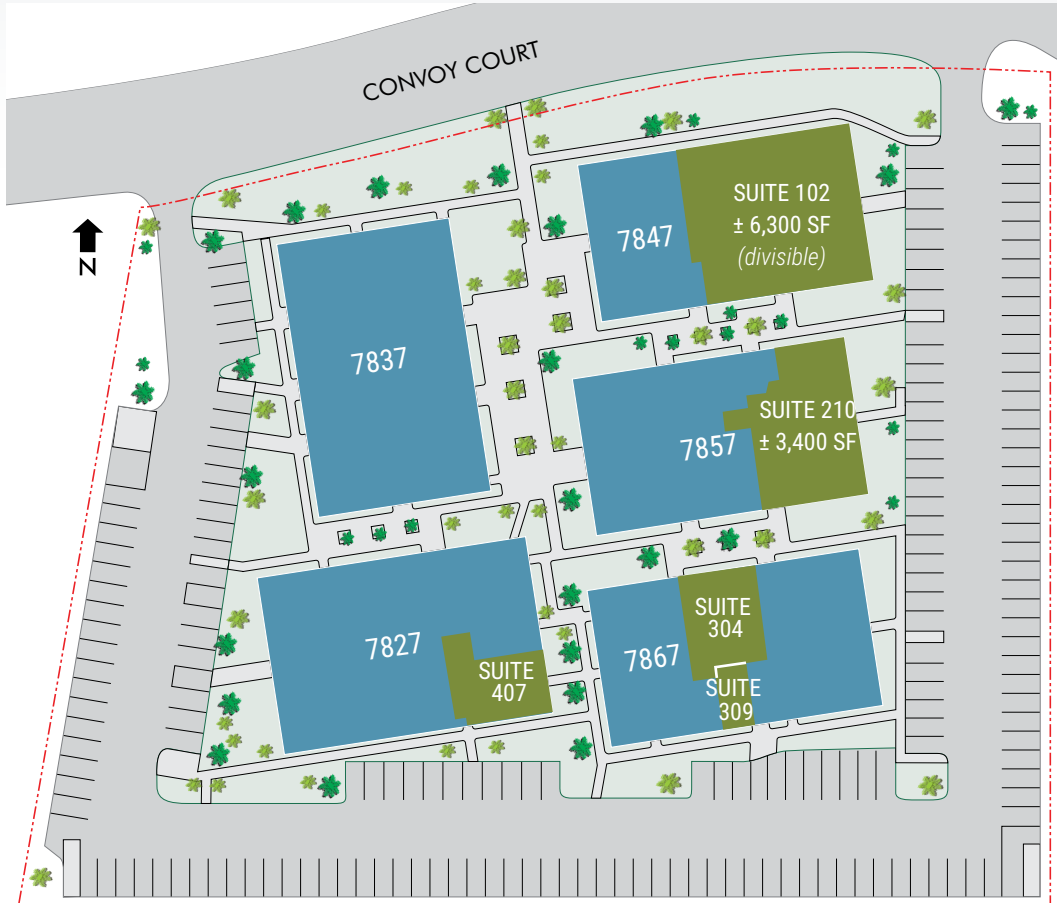 CONVOY COURT
N
SUITE 102
± 6,300 SF
(divisible)
7847
7837
SUITE 210
± 3,400 SF
7857
SUITE
304
7827
7867
SUITE
407
SUITE
309